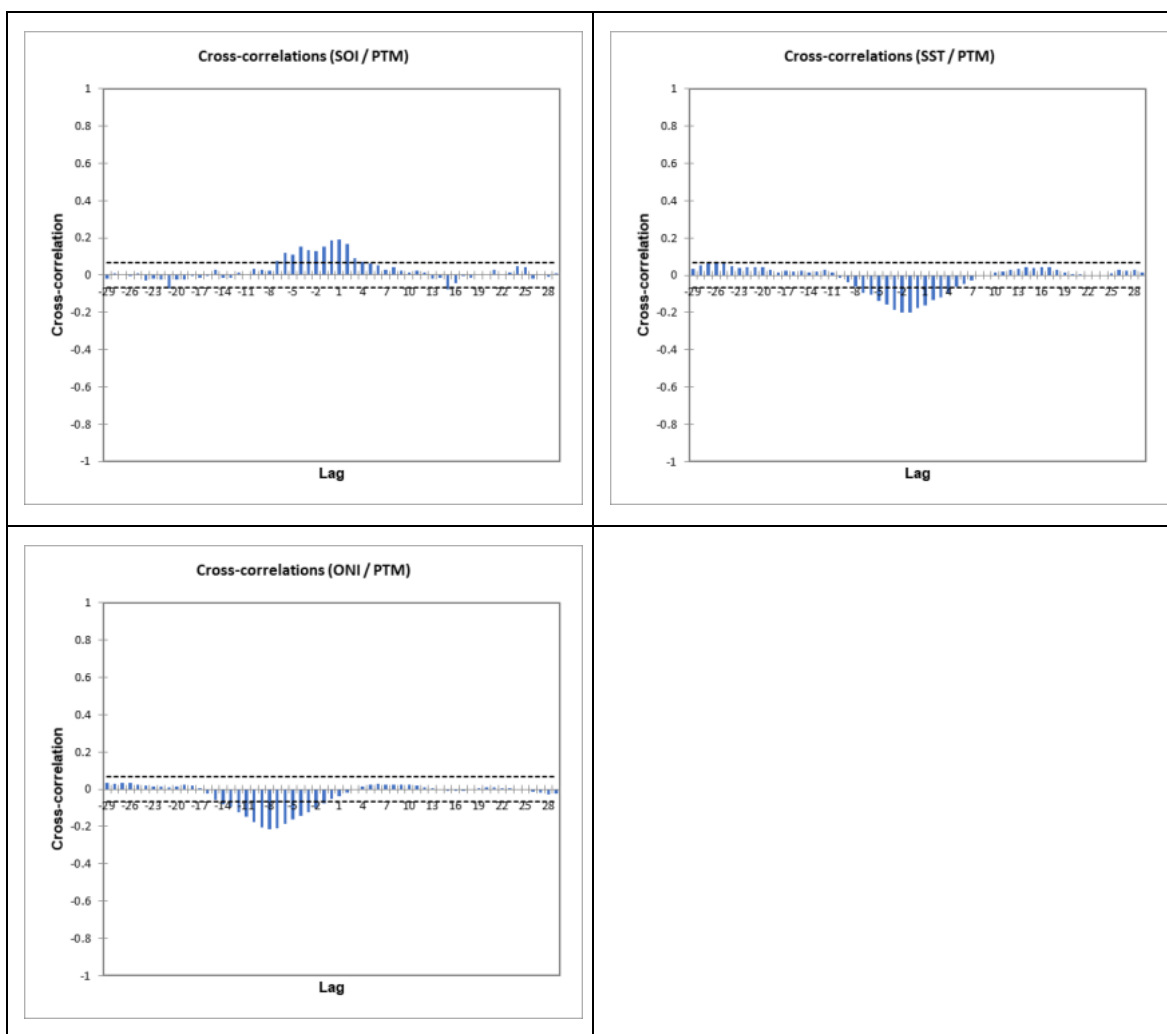 Cross-correlations (SOI / PTM)
1
0.8
0.6
0.4
0.2
0
-0.2
-0.4
-0.6
-0.8
-1
-29 -26 -23 -20 -17 -14 -11 -8 -5 -2 1 4 7 10 13 16 19 22 25 28
Cross-correlation
Lag
Cross-correlations (SST / PTM)
1
0.8
0.6
0.4
0.2
0
-0.2
-0.4
-0.6
-0.8
-1
-29 -26 -23 -20 -17 -14 -11 -8 -5 -2 1 4 7 10 13 16 19 22 25 28
Cross-correlation
Lag
Cross-correlations (ONI / PTM)
1
0.8
0.6
0.4
0.2
0
-0.2
-0.4
-0.6
-0.8
-1
-29 -26 -23 -20 -17 -14 -11 -8 -5 -2 1 4 7 10 13 16 19 22 25 28
Cross-correlation
Lag